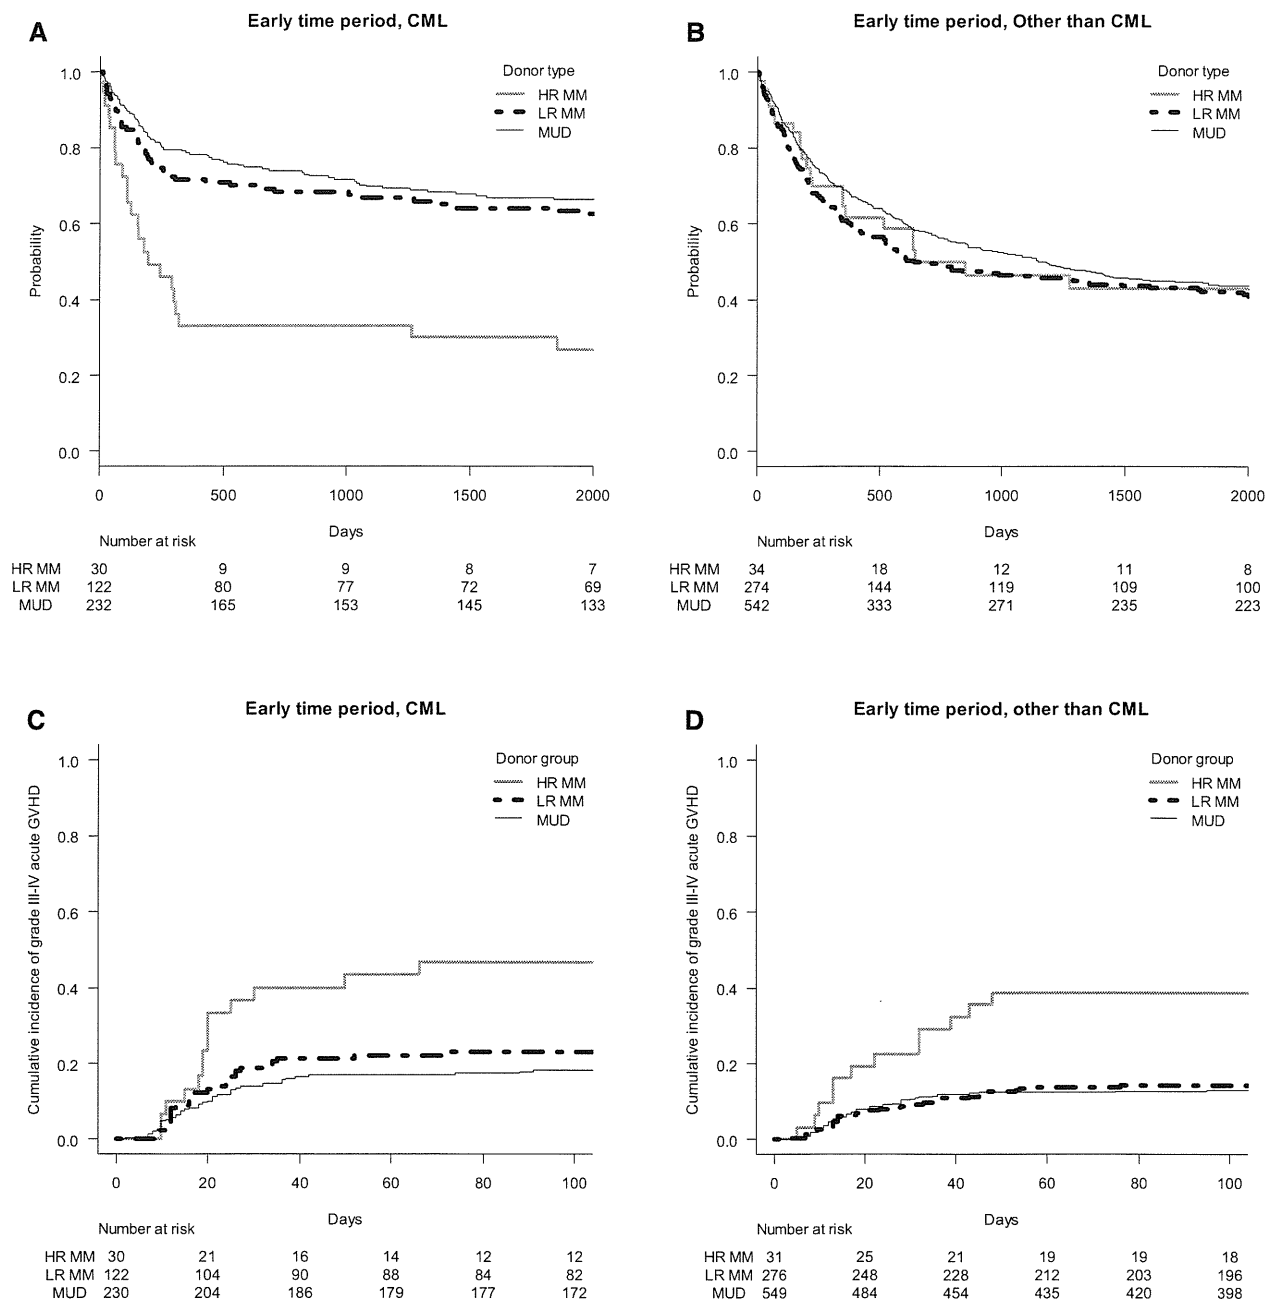 A
Early time period, CML
Donor type
HR MM
LR MM
MUD
Probability
1.0
0.8
0.6
0.4
0.2
0.0
0 500 1000 1500 2000
Days
Number at risk
HR MM 30 9 9 8 7
LR MM 122 80 77 72 69
MUD 232 165 153 145 133
B
Early time period, Other than CML
Donor type
HR MM
LR MM
MUD
Probability
1.0
0.8
0.6
0.4
0.2
0.0
0 500 1000 1500 2000
Days
Number at risk
HR MM 34 18 12 11 8
LR MM 274 144 119 109 100
MUD 542 333 271 235 223
C
Early time period, CML
Donor group
HR MM
LR MM
MUD
Cumulative incidence of grade III-IV acute GVHD
1.0
0.8
0.6
0.4
0.2
0.0
0 20 40 60 80 100
Days
Number at risk
HR MM 30 21 16 14 12 12
LR MM 122 104 90 88 84 82
MUD 230 204 186 179 177 172
D
Early time period, other than CML
Donor group
HR MM
LR MM
MUD
Cumulative incidence of grade III-IV acute GVHD
1.0
0.8
0.6
0.4
0.2
0.0
0 20 40 60 80 100
Days
Number at risk
HR MM 31 25 21 19 19 18
LR MM 276 248 228 212 203 196
MUD 549 484 454 435 420 398